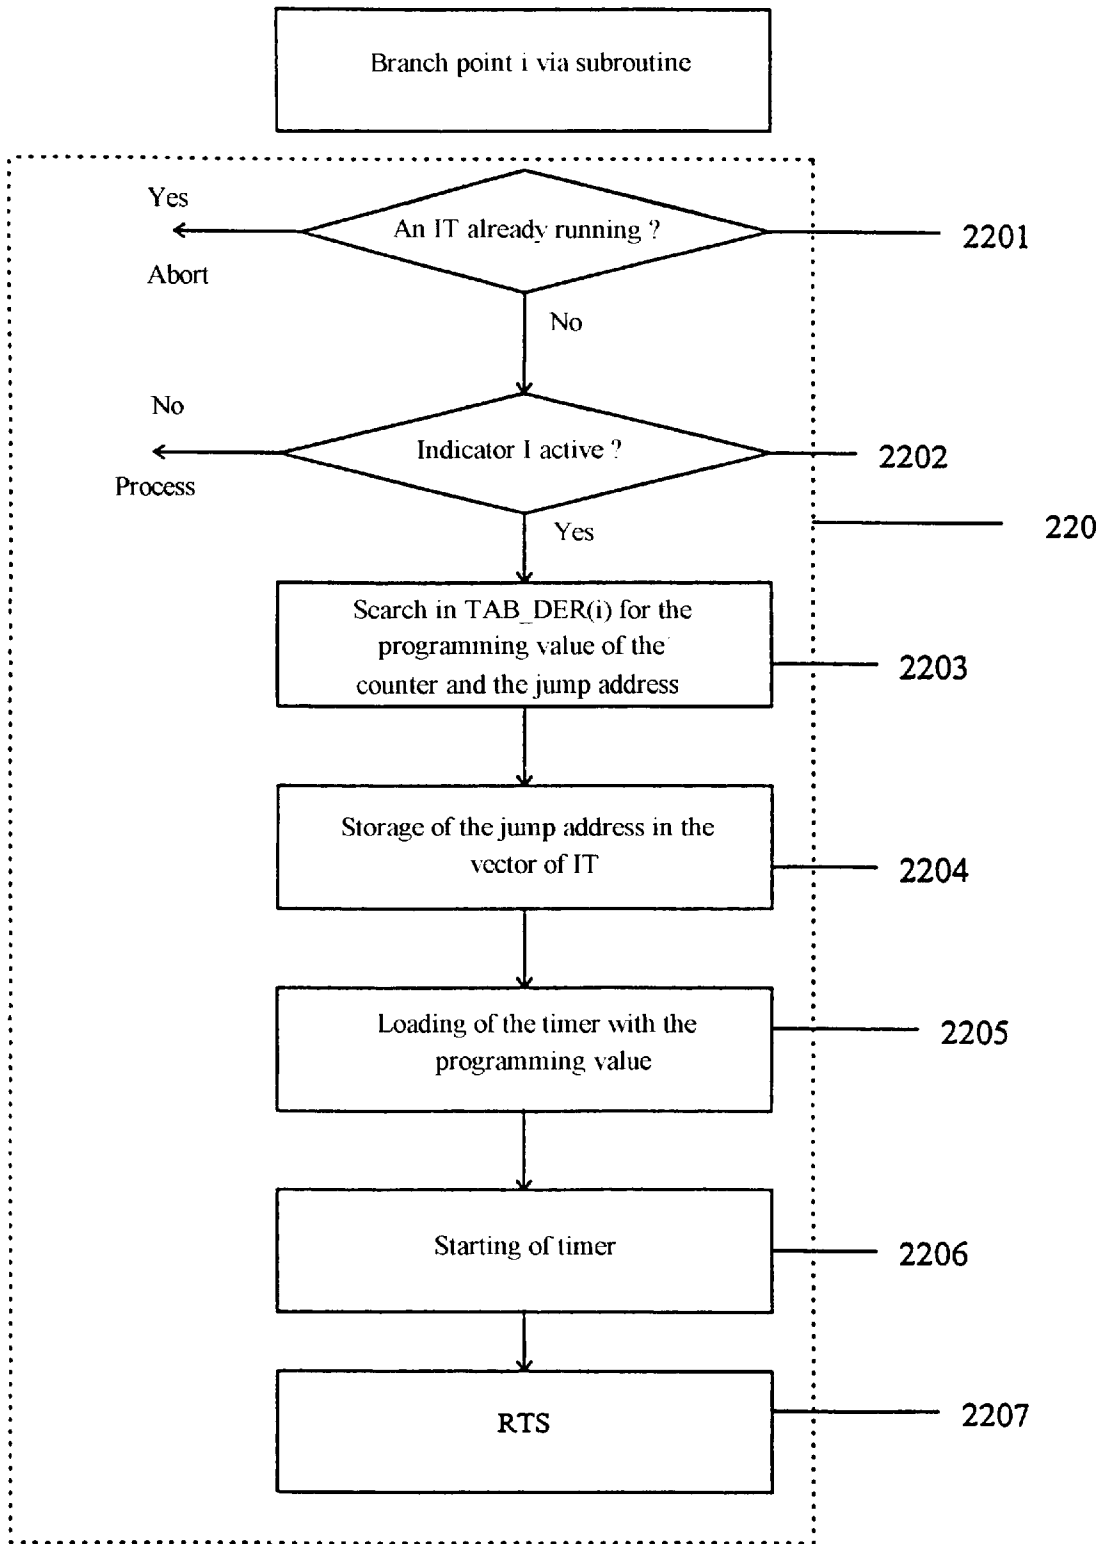 Branch point i via subroutine
Yes
An IT already running ?
2201
Abort
No
No
Indicator I active ?
2202
Process
220
Yes
Search in TAB_DER(i) for the
programming value of the
counter and the jump address
2203
Storage of the jump address in the
vector of IT
2204
Loading of the timer with the
programming value
2205
Starting of timer
2206
RTS
2207